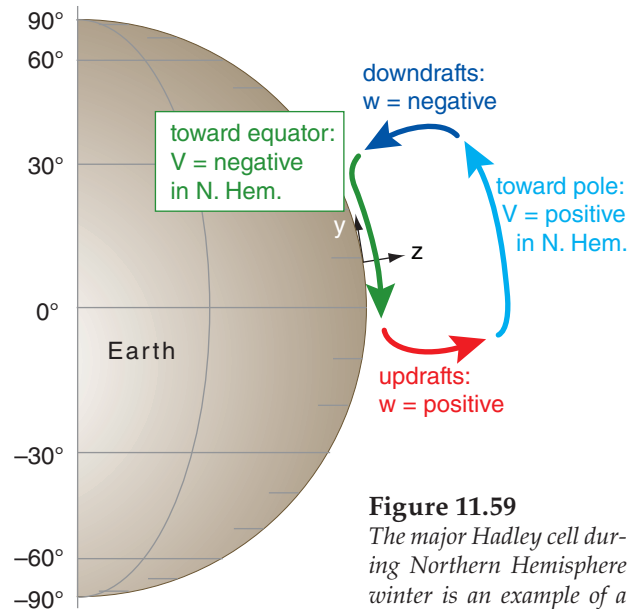 90°
60°
30°
0°
–30°
–60°
–90°
downdrafts:
w = negative
toward equator:
V = negative
in N. Hem.
toward pole:
V = positive
in N. Hem.
y
z
Earth
updrafts:
w = positive
Figure 11.59
The major Hadley cell dur-
ing Northern Hemisphere
winter is an example of a